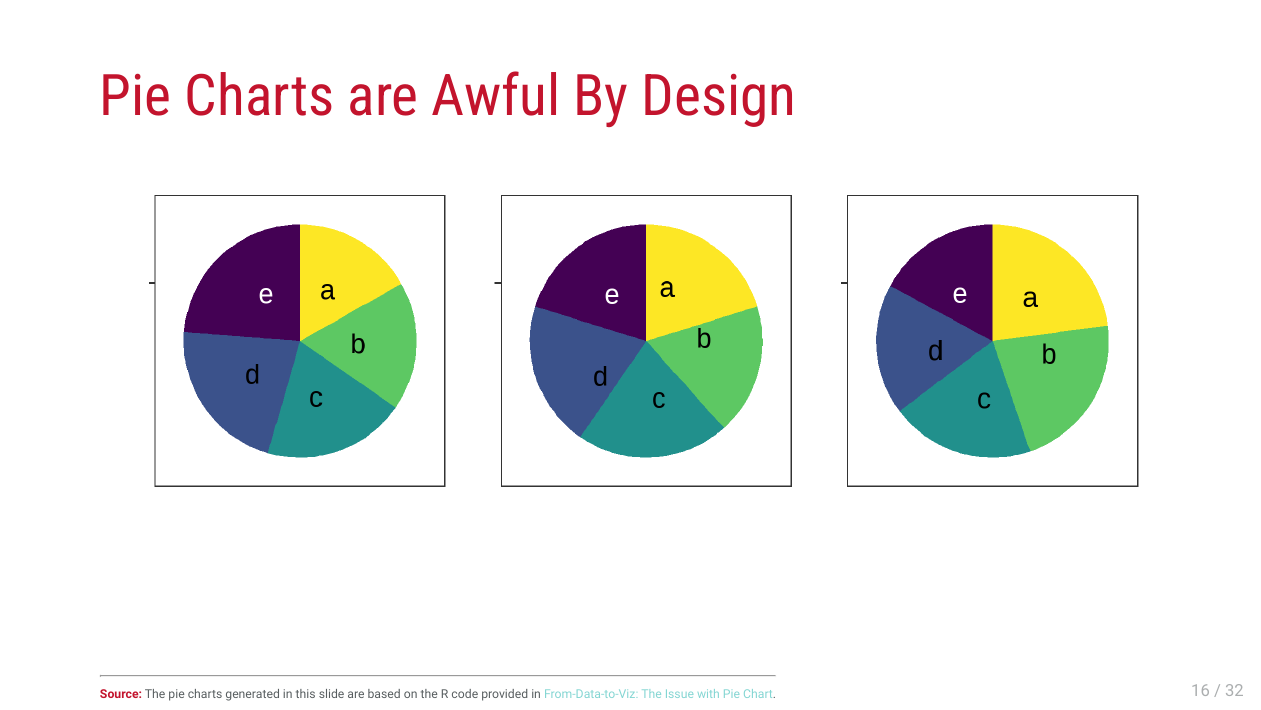 Pie Charts are Awful By Design
e a b d c
e a b d c
e a b d c
Source: The pie charts generated in this slide are based on the R code provided in From-Data-to-Viz: The Issue with Pie Chart.
16 / 32